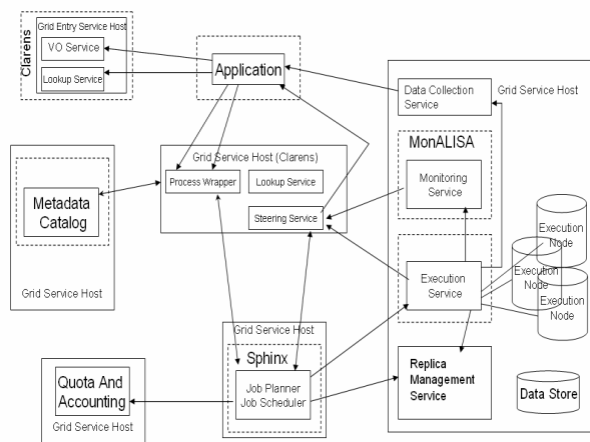 Clarens
Grid Entry Service Host
VO Service
Lookup Service
Application
Data Collection
Service
Grid Service Host
MonALISA
Monitoring
Service
Grid Service Host (Clarens)
Process Wrapper
Lookup Service
Steering Service
Metadata
Catalog
Grid Service Host
Execution
Service
Execution
Node
Execution
Node
Execution
Node
Grid Service Host
Sphinx
Job Planner
Job Scheduler
Replica
Management
Service
Data Store
Quota And
Accounting
Grid Service Host